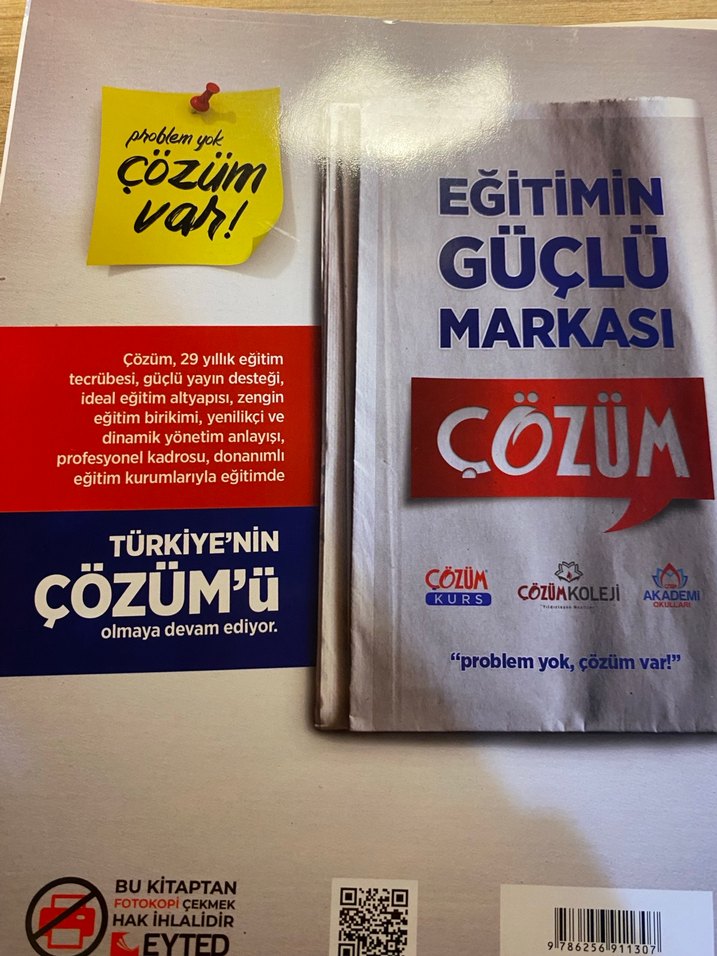 problem yok
çözüm
var!
EĞİTİMİN
GÜÇLÜ
MARKASI
ÇÖZÜM
Çözüm, 29 yıllık eğitim
tecrübesi, güçlü yayın desteği,
ideal eğitim altyapısı, zengin
eğitim birikimi, yenilikçi ve
dinamik yönetim anlayışı,
profesyonel kadrosu, donanımlı
eğitim kurumlarıyla eğitimde
TÜRKİYE'NİN
ÇÖZÜM'Ü
olmaya devam ediyor.
ÇÖZÜM
KURS
ÇÖZÜMKOLEJİ
AKADEMİ
OKULLARI
“problem yok, çözüm var!”
BU KİTAPTAN
FOTOKOPİ ÇEKMEK
HAK İHLALİDİR
EYTED
9 786256 911307